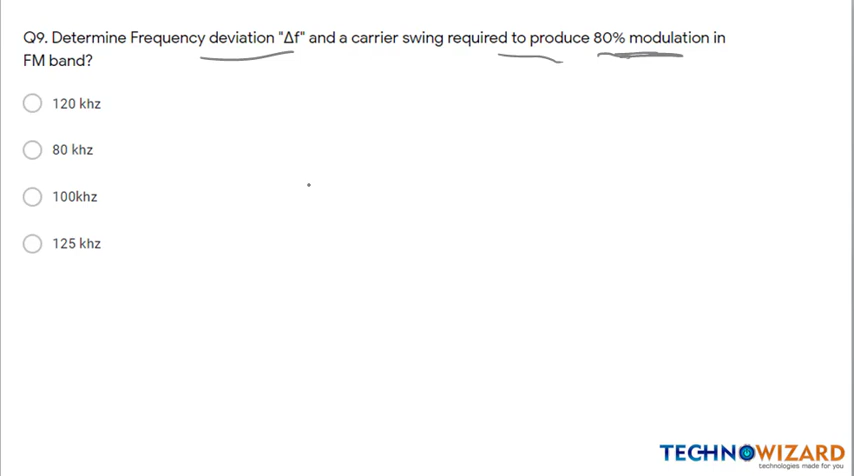 Q9. Determine Frequency deviation "Δf" and a carrier swing required to produce 80% modulation in
FM band?
120 khz
80 khz
100khz
125 khz
TECHNOWIZARD
technologies made for you